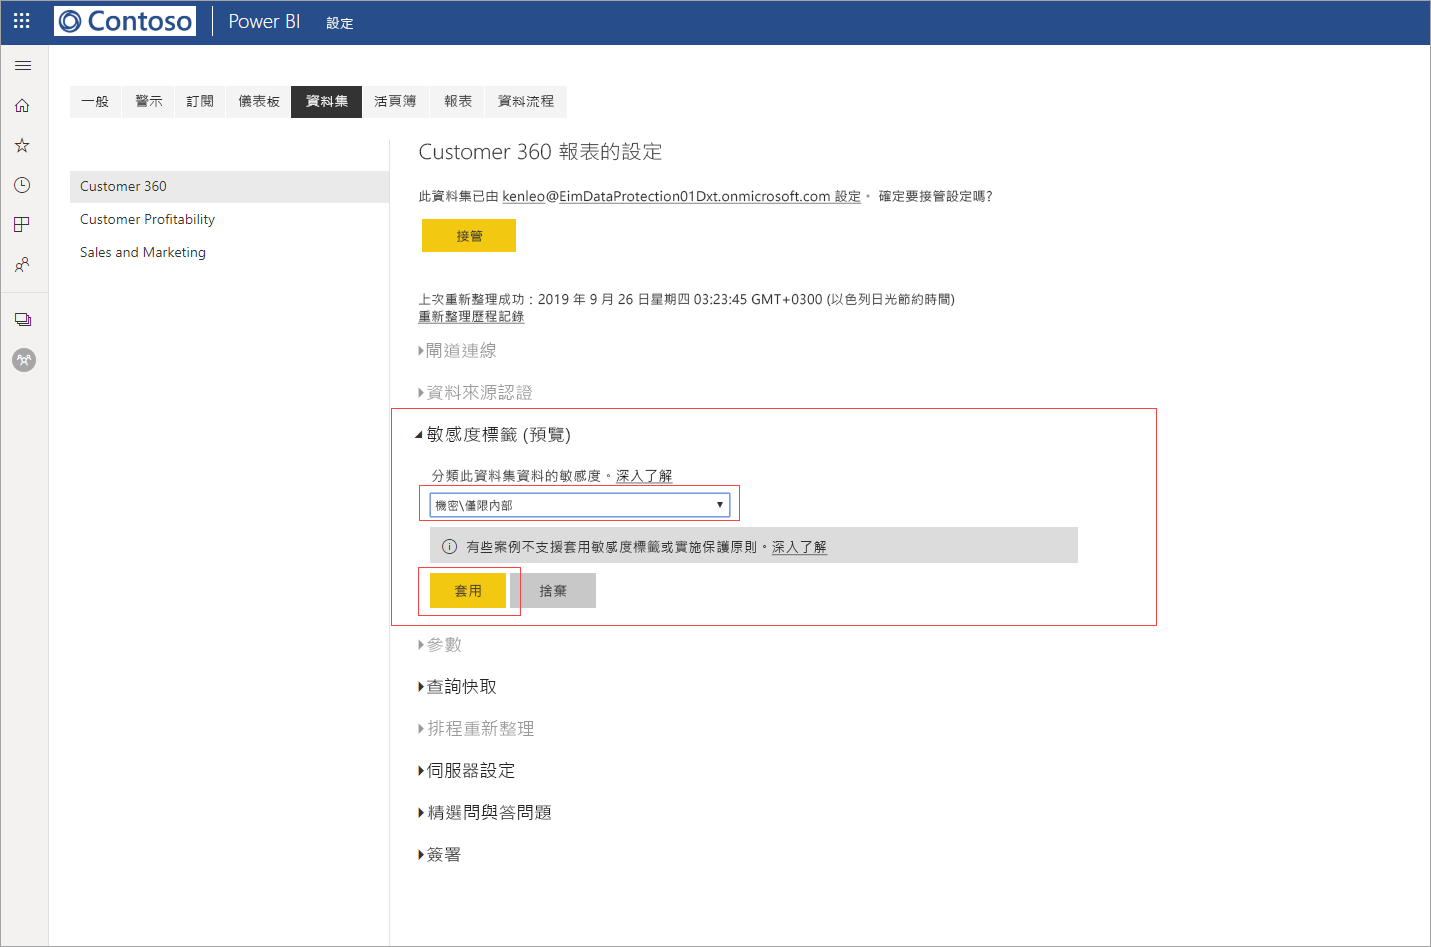 Contoso
Power BI 設定
一般 警示 訂閱 儀表板 資料集 活頁簿 報表 資料流程
Customer 360
Customer Profitability
Sales and Marketing
Customer 360 報表的設定
此資料集已由 kenleo@EimDataProtection01Dxt.onmicrosoft.com 設定。 確定要接管設定嗎?
接管
上次重新整理成功：2019 年 9 月 26 日星期四 03:23:45 GMT+0300 (以色列日光節約時間)
重新整理歷程記錄
閘道連線
資料來源認證
敏感度標籤 (預覽)
分類此資料集資料的敏感度。深入了解
機密\僅限內部
有些案例不支援套用敏感度標籤或實施保護原則。深入了解
套用 捨棄
參數
查詢快取
排程重新整理
伺服器設定
精選問與答問題
簽署